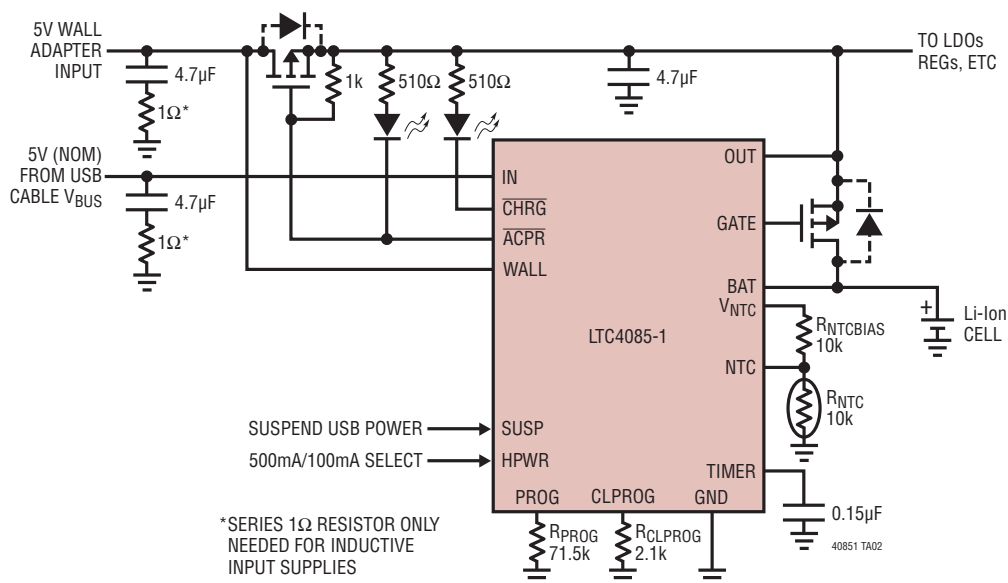 5V WALL
ADAPTER
INPUT
4.7µF
1Ω*
1k
510Ω
510Ω
4.7µF
TO LDOs
REGs, ETC
5V (NOM)
FROM USB
CABLE VBUS
4.7µF
1Ω*
IN
CHRG
ACPR
WALL
OUT
GATE
BAT
VNTC
LTC4085-1
NTC
RNTCBIAS
10k
+
Li-Ion
CELL
RNTC
10k
SUSPEND USB POWER
SUSP
500mA/100mA SELECT
HPWR
TIMER
PROG
CLPROG
GND
0.15µF
*SERIES 1Ω RESISTOR ONLY
NEEDED FOR INDUCTIVE
INPUT SUPPLIES
RPROG
71.5k
RCLPROG
2.1k
40851 TA02